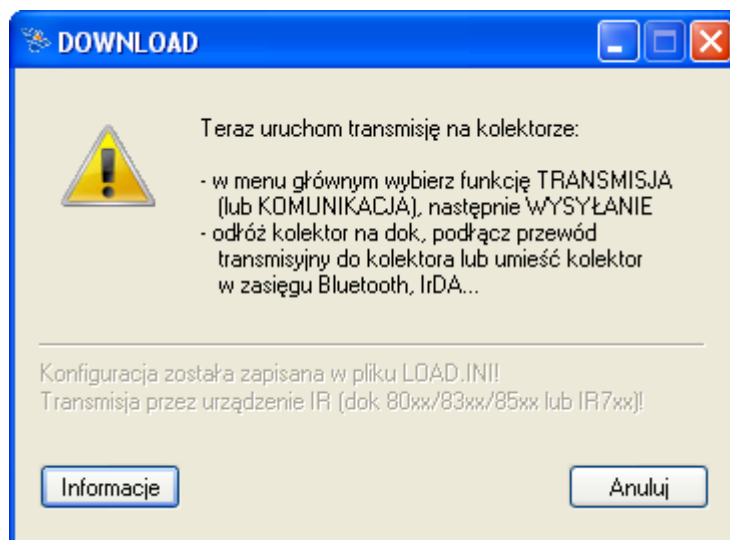 DOWNLOAD
Teraz uruchom transmisję na kolektorze:
- w menu głównym wybierz funkcję TRANSMISJA
(lub KOMUNIKACJA), następnie WYSYŁANIE
- odłóż kolektor na dok, podłącz przewód
transmisyjny do kolektora lub umieść kolektor
w zasięgu Bluetooth, IrDA...
Konfiguracja została zapisana w pliku LOAD.INI!
Transmisja przez urządzenie IR (dok 80xx/83xx/85xx lub IR7xx)!
Informacje
Anuluj